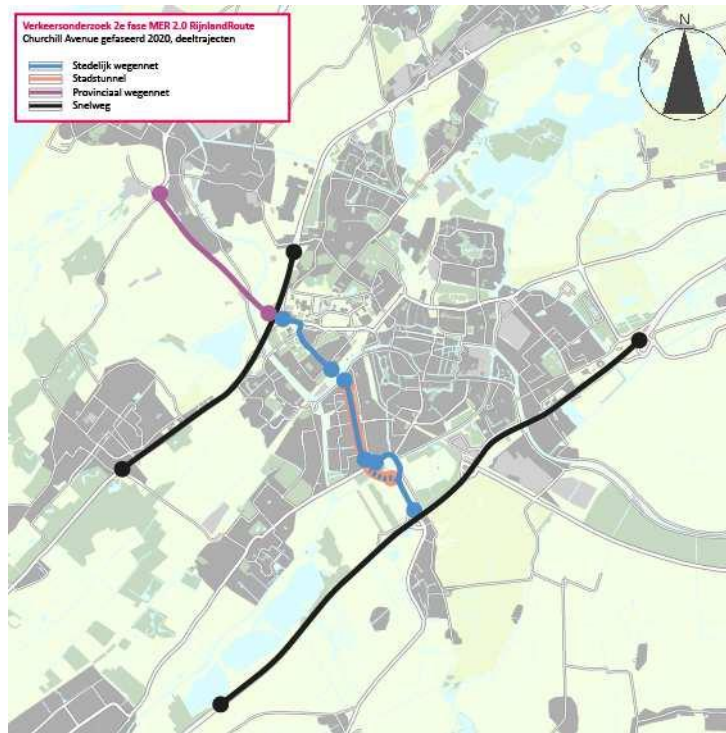 Verkeersonderzoek 2e fase MER 2.0 RijnlandRoute
Churchill Avenue gefaseerd 2020, deeltrajecten
Stedelijk wegennet
Stadstunnel
Provinciaal wegennet
Snelweg
N